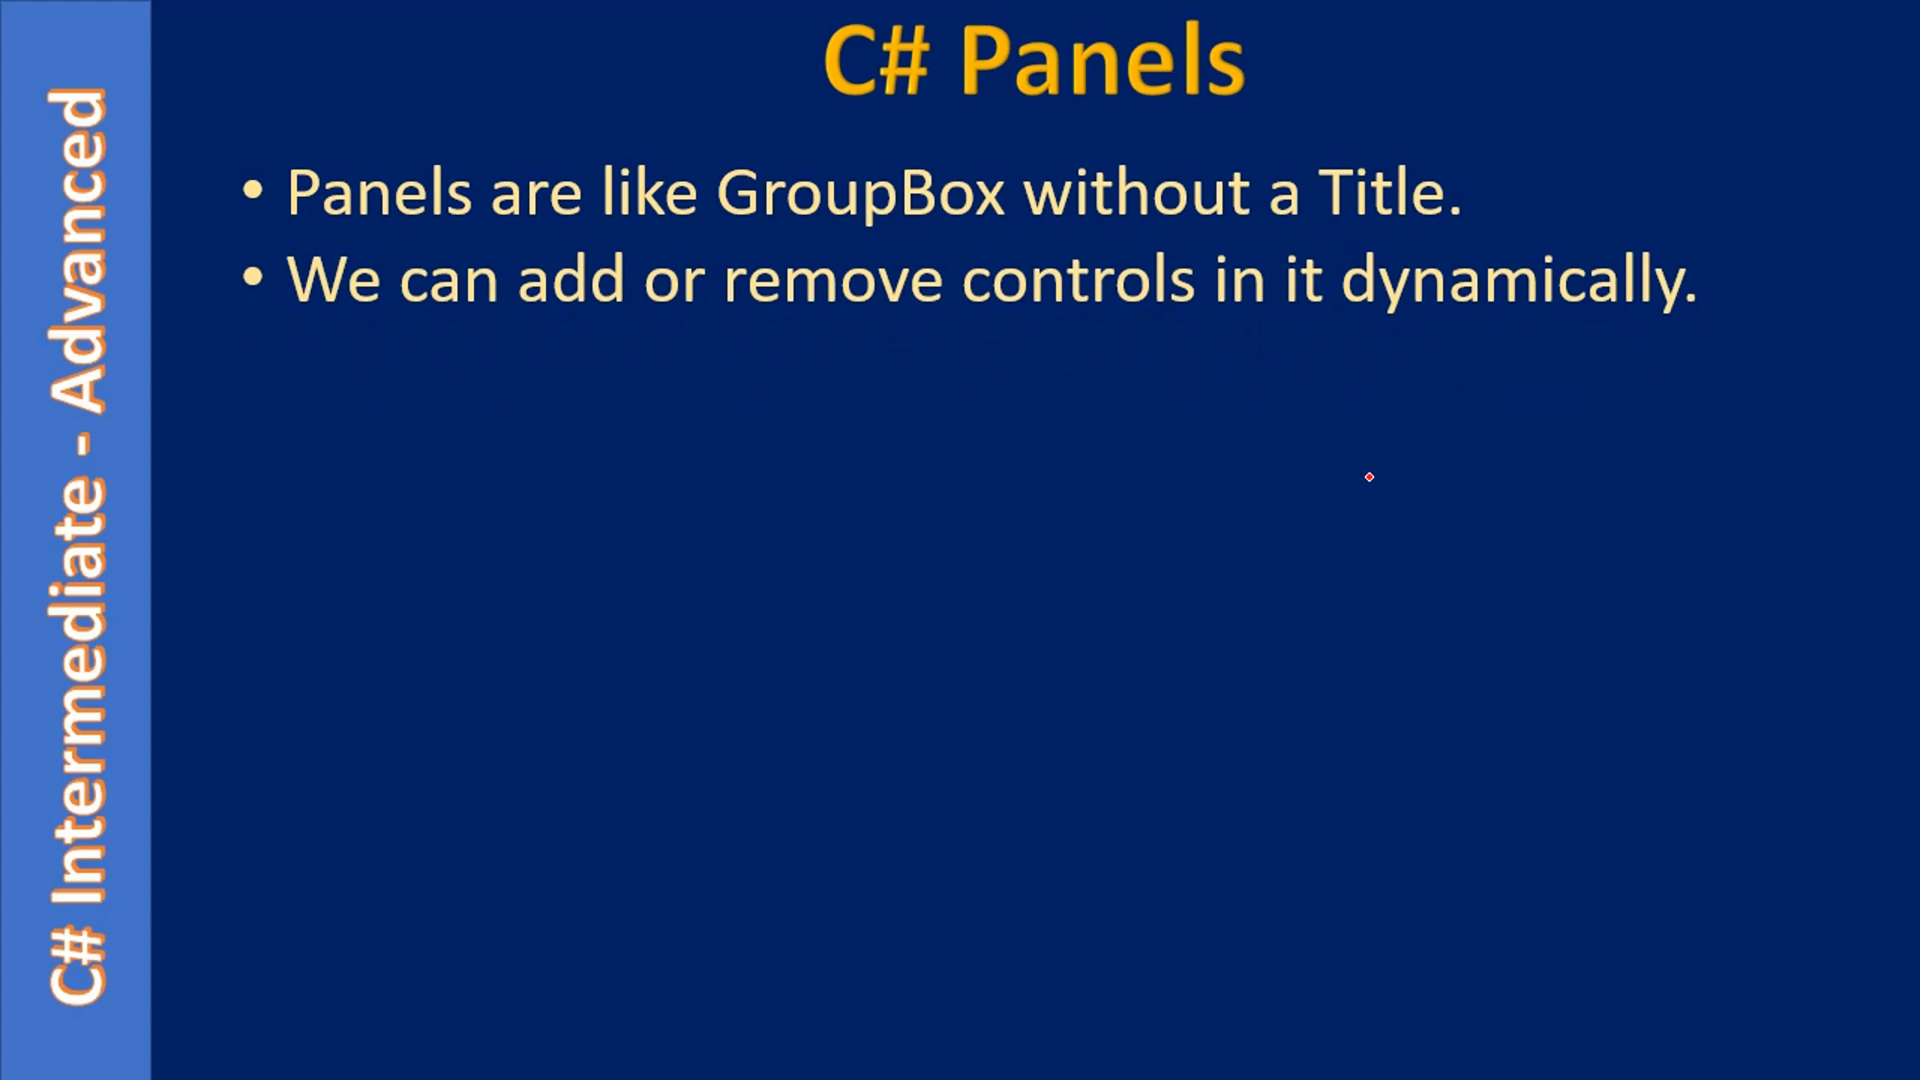 C# Panels
• Panels are like GroupBox without a Title.
• We can add or remove controls in it dynamically.
C# Intermediate - Advanced